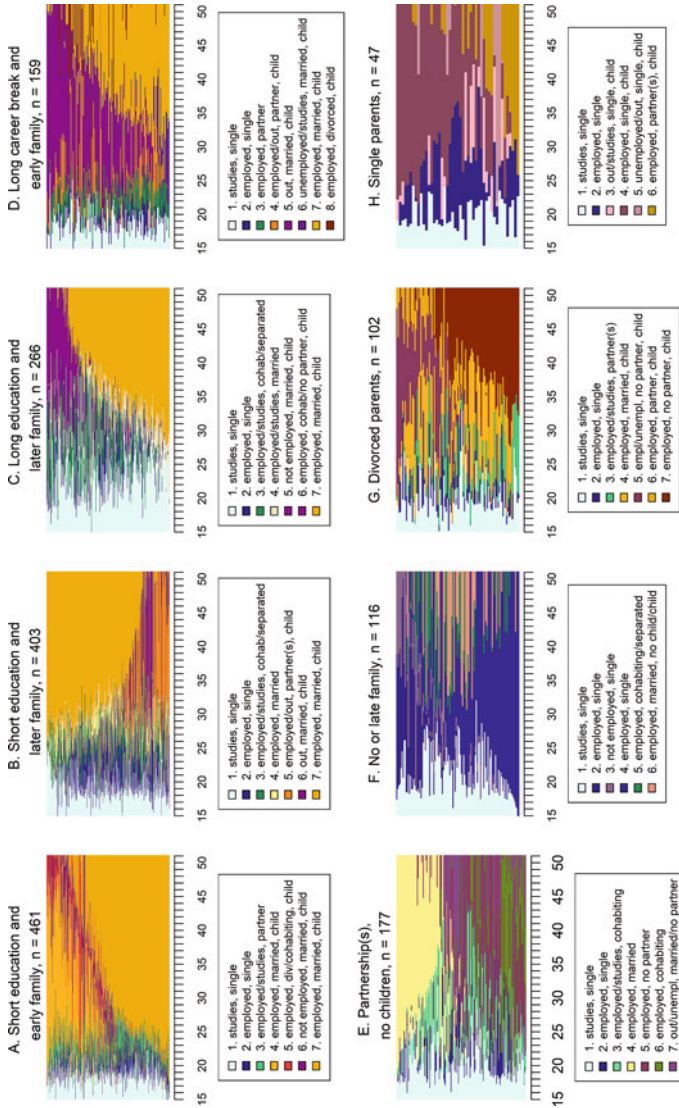 A. Short education and
early family, n = 461
15 20 25 30 35 40 45 50
1. studies, single
2. employed, single
3. employed/studies, partner
4. employed, married, child
5. employed, div/cohabiting, child
6. not employed, married, child
7. employed, married, child
B. Short education and
later family, n = 403
15 20 25 30 35 40 45 50
1. studies, single
2. employed, single
3. employed/studies, cohab/separated
4. employed, married
5. employed/out, partner(s), child
6. out, married, child
7. employed, married, child
C. Long education and
later family, n = 266
15 20 25 30 35 40 45 50
1. studies, single
2. employed, single
3. employed/studies, cohab/separated
4. employed/studies, married
5. not employed, married, child
6. employed, cohab/no partner, child
7. employed, married, child
D. Long career break and
early family, n = 159
15 20 25 30 35 40 45 50
1. studies, single
2. employed, single
3. employed, partner
4. employed/out, partner, child
5. out, married, child
6. unemployed/studies, married, child
7. employed, married, child
8. employed, divorced, child
E. Partnership(s),
no children, n = 177
15 20 25 30 35 40 45 50
1. studies, single
2. employed, single
3. employed/studies, cohabiting
4. employed, married
5. employed, no partner
6. employed, cohabiting
7. out/unempl, married/no partner
F. No or late family, n = 116
15 20 25 30 35 40 45 50
1. studies, single
2. employed, single
3. not employed, single
4. employed, single
5. employed, cohabiting/separated
6. employed, married, no child/child
G. Divorced parents, n = 102
15 20 25 30 35 40 45 50
1. studies, single
2. employed, single
3. employed/studies, partner(s)
4. employed, married, child
5. empl/unempl, no partner, child
6. employed, partner, child
7. employed, no partner, child
H. Single parents, n = 47
15 20 25 30 35 40 45 50
1. studies, single
2. employed, single
3. out/studies, single, child
4. employed, single, child
5. unemployed/out, single, child
6. employed, partner(s), child